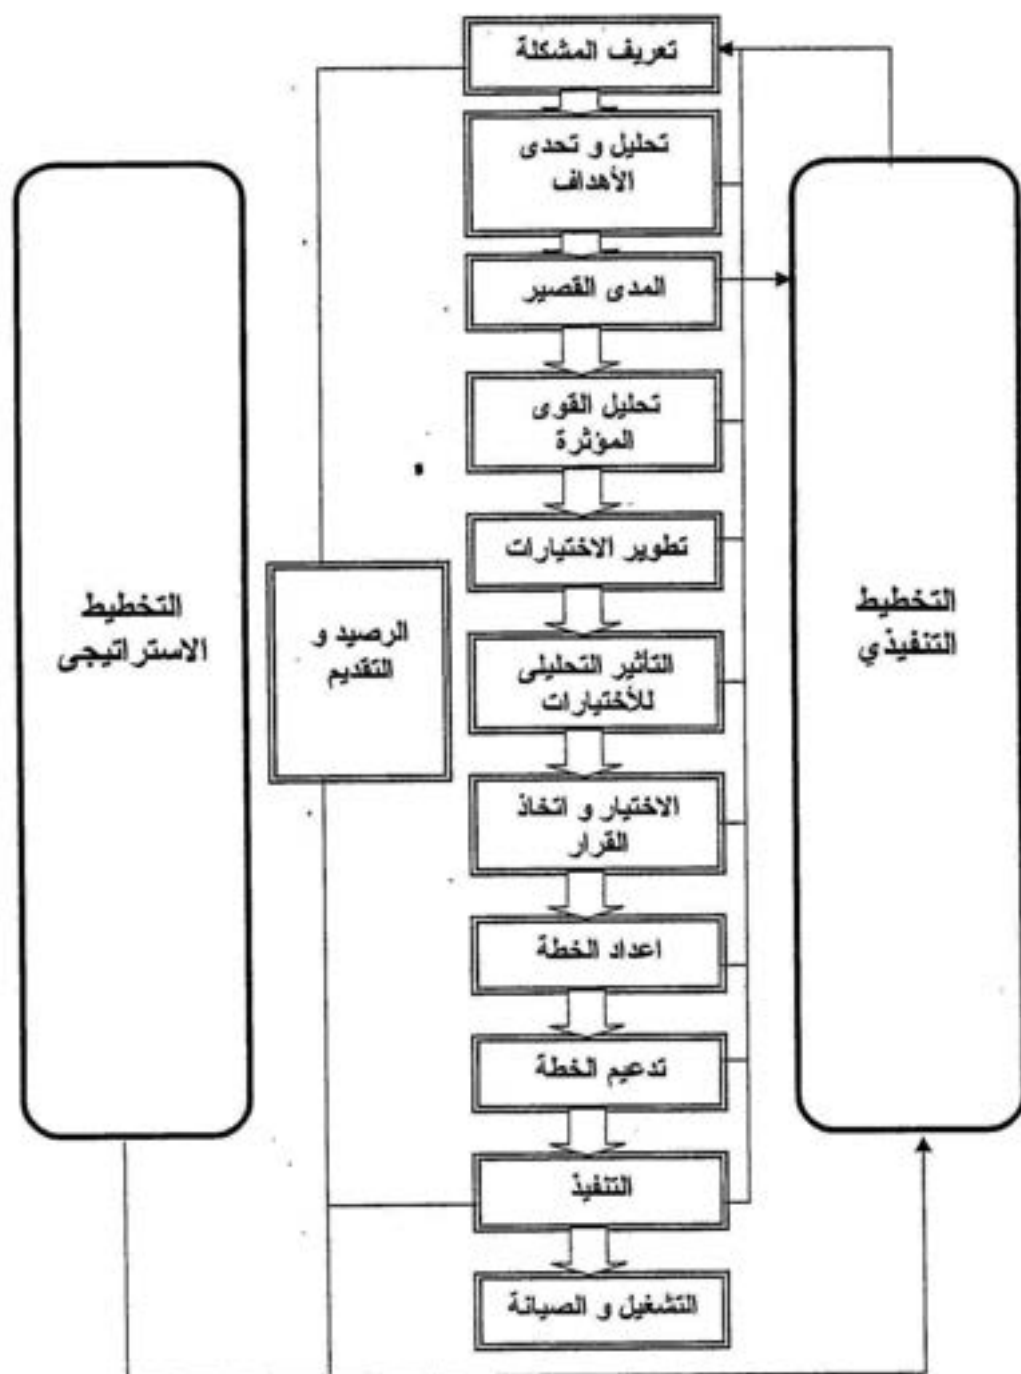 تعريف المشكلة
تحليل و تحدى
الأهداف
المدى القصير
تحليل القوى
المؤثرة
تطوير الاختيارات
التأثير التحليلى
للأختيارات
الاختيار و اتخاذ
القرار
اعداد الخطة
تدعيم الخطة
التنفيذ
التشغيل و الصيانة
التخطيط
التنفيذي
الرصيد و
التقديم
التخطيط
الاستراتيجى